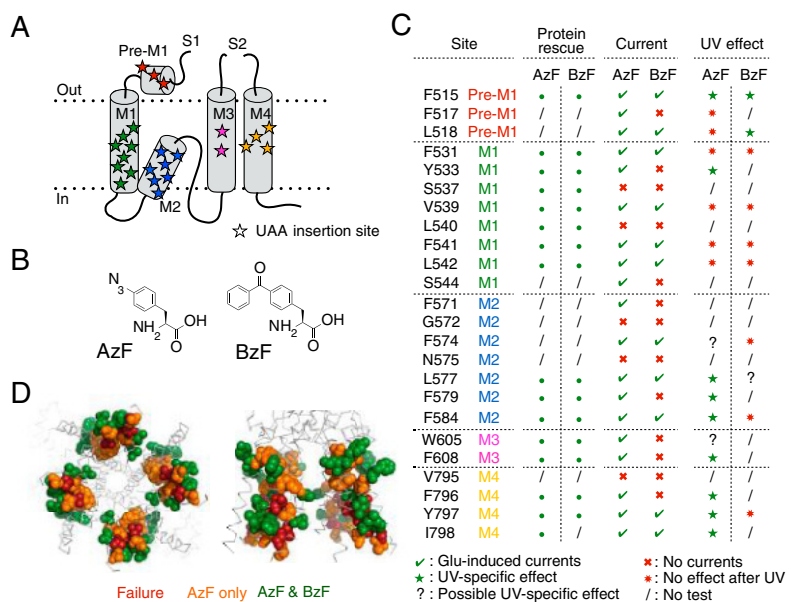 A
S1
S2
Pre-M1
Out
M1
M3
M4
In
M2
☆ UAA insertion site
B
N3
NH2
OH
O
AzF
O
NH2
OH
O
BzF
D
Failure AzF only AzF & BzF
C
Site Protein rescue Current UV effect
AzF BzF AzF BzF AzF BzF
F515 Pre-M1 • • ✓ ✓ ★ ★
F517 Pre-M1 / / ✓ ✖ ✸ /
L518 Pre-M1 / / ✓ ✓ ✸ ★
F531 M1 • • ✓ ✓ ✸ ✸
Y533 M1 • • ✓ ✖ ★ /
S537 M1 • • ✖ ✖ / /
V539 M1 • • ✓ ✓ ✸ ✸
L540 M1 • • ✖ ✖ / /
F541 M1 • • ✓ ✓ ✸ ✸
L542 M1 • • ✓ ✓ ✸ ✸
S544 M1 / / ✓ ✖ / /
F571 M2 / / ✓ ✖ / /
G572 M2 / / ✖ ✖ / /
F574 M2 / / ✓ ✓ ? ✸
N575 M2 / / ✖ ✖ / /
L577 M2 • • ✓ ✓ ★ ?
F579 M2 • • ✓ ✖ ★ /
F584 M2 • • ✓ ✓ ★ ✸
W605 M3 • • ✓ ✖ ? /
F608 M3 • • ✓ ✖ ★ /
V795 M4 / / ✖ ✖ / /
F796 M4 • • ✓ ✖ ★ /
Y797 M4 • • ✓ ✓ ★ ✸
I798 M4 • / ✓ ✓ ★ /
✓ : Glu-induced currents
★ : UV-specific effect
? : Possible UV-specific effect
✖ : No currents
✸ : No effect after UV
/ : No test